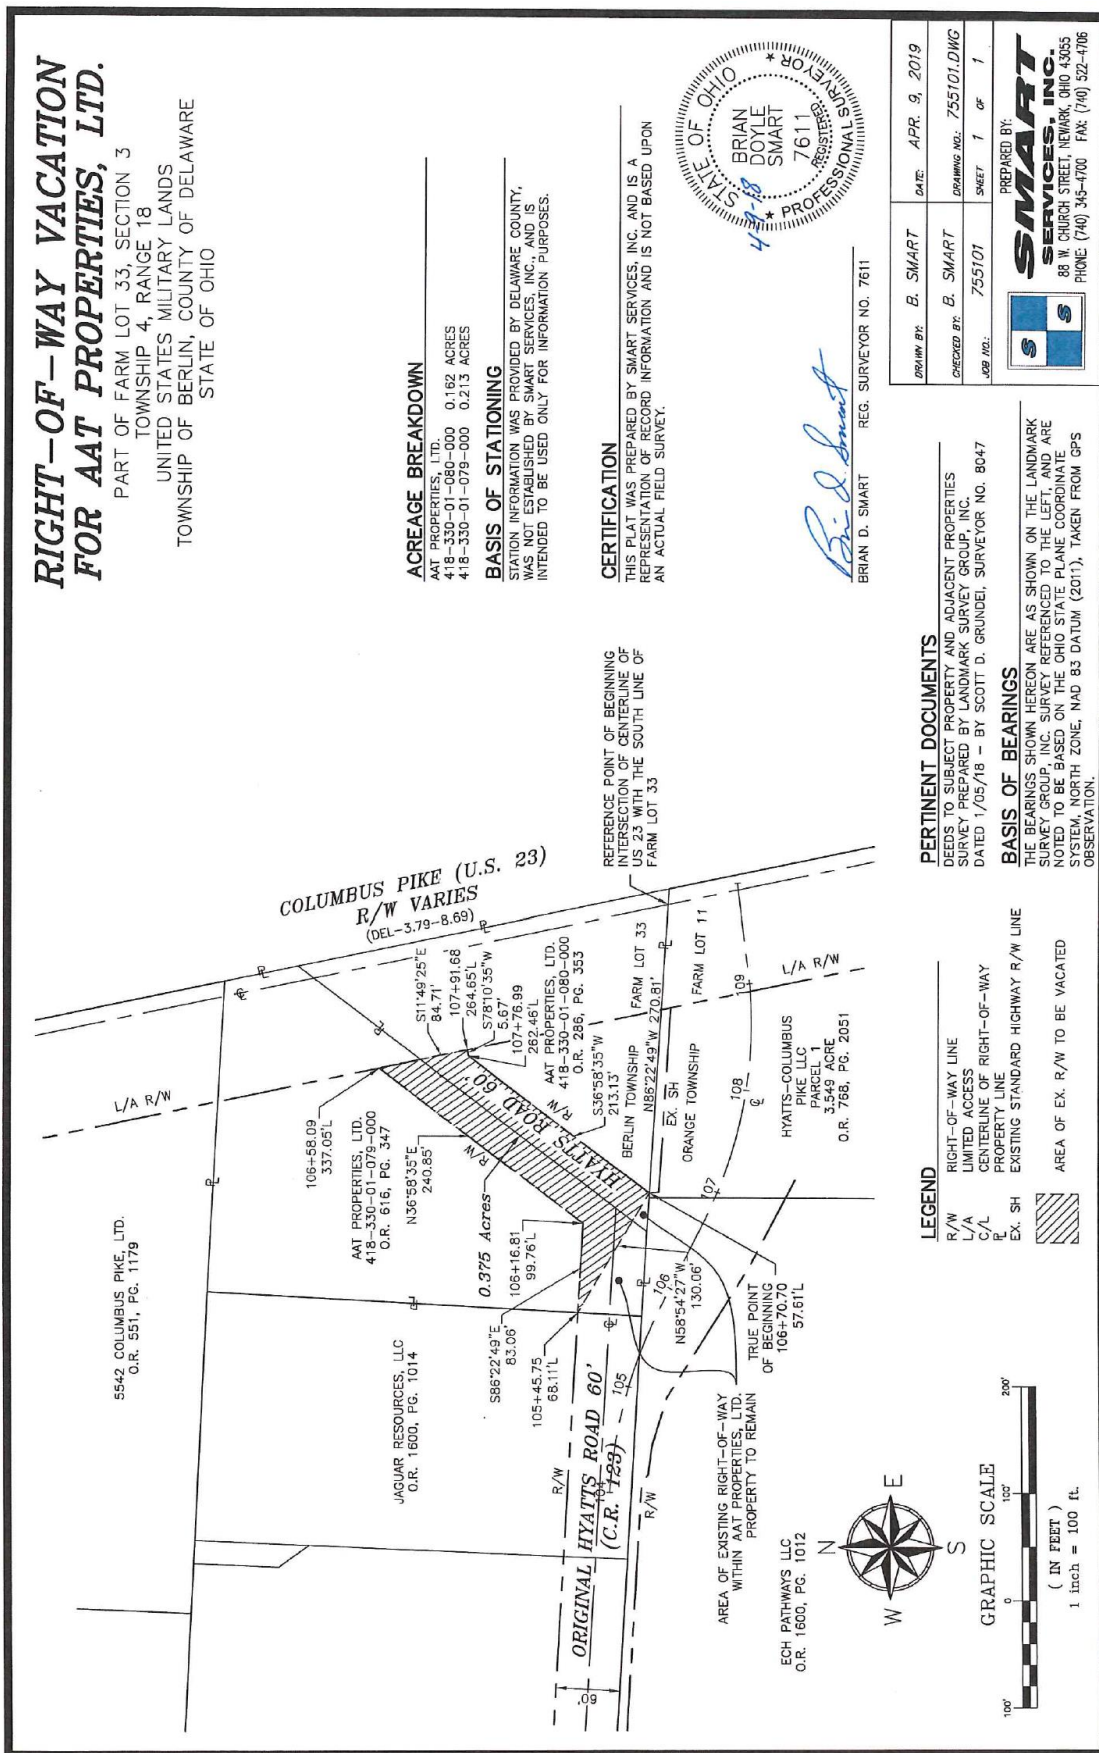 RIGHT-OF-WAY VACATION
FOR AAT PROPERTIES, LTD.
PART OF FARM LOT 33, SECTION 3
TOWNSHIP 4, RANGE 18
UNITED STATES MILITARY LANDS
TOWNSHIP OF BERLIN, COUNTY OF DELAWARE
STATE OF OHIO
ACREAGE BREAKDOWN
AAT PROPERTIES, LTD.
418-330-01-080-000 0.162 ACRES
418-330-01-079-000 0.213 ACRES
BASIS OF STATIONING
STATION INFORMATION WAS PROVIDED BY DELAWARE COUNTY,
WAS NOT ESTABLISHED BY SMART SERVICES, INC., AND IS
INTENDED TO BE USED ONLY FOR INFORMATION PURPOSES.
CERTIFICATION
THIS PLAT WAS PREPARED BY SMART SERVICES, INC. AND IS A
REPRESENTATION OF RECORD INFORMATION AND IS NOT BASED UPON
AN ACTUAL FIELD SURVEY.
Brian D. Smart
BRIAN D. SMART REG. SURVEYOR NO. 7611
4-9-18
STATE OF OHIO
BRIAN
DOYLE
SMART
7611
REGISTERED
★ PROFESSIONAL SURVEYOR ★
5542 COLUMBUS PIKE, LTD.
O.R. 551, PG. 1179
L/A R/W
COLUMBUS PIKE (U.S. 23)
R/W VARIES
(DEL-3.79-8.69)
106+58.09
337.05'L
AAT PROPERTIES, LTD.
418-330-01-079-000
O.R. 616, PG. 347
N36°58'35"E
240.85'
R/W
0.375 Acres
106+16.81
99.76'L
S86°22'49"E
83.06'
105+45.75
68.11'L
JAGUAR RESOURCES, LLC
O.R. 1600, PG. 1014
S11°49'25"E
84.71'
107+91.68
264.65'L
S78°10'35"W
5.67'
107+76.99
262.46'L
AAT PROPERTIES, LTD.
418-330-01-080-000
O.R. 286, PG. 353
HYATTS ROAD 60'
R/W
S36°58'35"W
213.13'
REFERENCE POINT OF BEGINNING
INTERSECTION OF CENTERLINE OF
US 23 WITH THE SOUTH LINE OF
FARM LOT 33
BERLIN TOWNSHIP FARM LOT 33
N86°22'49"W 270.81'
EX. SH
ORANGE TOWNSHIP FARM LOT 11
L/A R/W
R/W
ORIGINAL HYATTS ROAD 60'
(C.R. 123)
60'
R/W
104
105
106
107
108
109
N58°54'27"W
130.06'
TRUE POINT
OF BEGINNING
106+70.70
57.61'L
HYATTS-COLUMBUS
PIKE LLC
PARCEL 1
3.549 ACRE
O.R. 768, PG. 2051
AREA OF EXISTING RIGHT-OF-WAY
WITHIN AAT PROPERTIES, LTD.
PROPERTY TO REMAIN
ECH PATHWAYS LLC
O.R. 1600, PG. 1012
N
W E
S
GRAPHIC SCALE
100' 0 100' 200'
( IN FEET )
1 inch = 100 ft.
LEGEND
R/W RIGHT-OF-WAY LINE
L/A LIMITED ACCESS
C/L CENTERLINE OF RIGHT-OF-WAY
PL PROPERTY LINE
EX. SH EXISTING STANDARD HIGHWAY R/W LINE
AREA OF EX. R/W TO BE VACATED
PERTINENT DOCUMENTS
DEEDS TO SUBJECT PROPERTY AND ADJACENT PROPERTIES
SURVEY PREPARED BY LANDMARK SURVEY GROUP, INC.
DATED 1/05/18 - BY SCOTT D. GRUNDEI, SURVEYOR NO. 8047
BASIS OF BEARINGS
THE BEARINGS SHOWN HEREON ARE AS SHOWN ON THE LANDMARK
SURVEY GROUP, INC. SURVEY REFERENCED TO THE LEFT, AND ARE
NOTED TO BE BASED ON THE OHIO STATE PLANE COORDINATE
SYSTEM, NORTH ZONE, NAD 83 DATUM (2011), TAKEN FROM GPS
OBSERVATION.
DRAWN BY: B. SMART DATE: APR. 9, 2019
CHECKED BY: B. SMART DRAWING NO.: 755101.DWG
JOB NO.: 755101 SHEET 1 OF 1
PREPARED BY:
S S
SMART
SERVICES, INC.
88 W. CHURCH STREET, NEWARK, OHIO 43055
PHONE: (740) 345-4700 FAX: (740) 522-4706